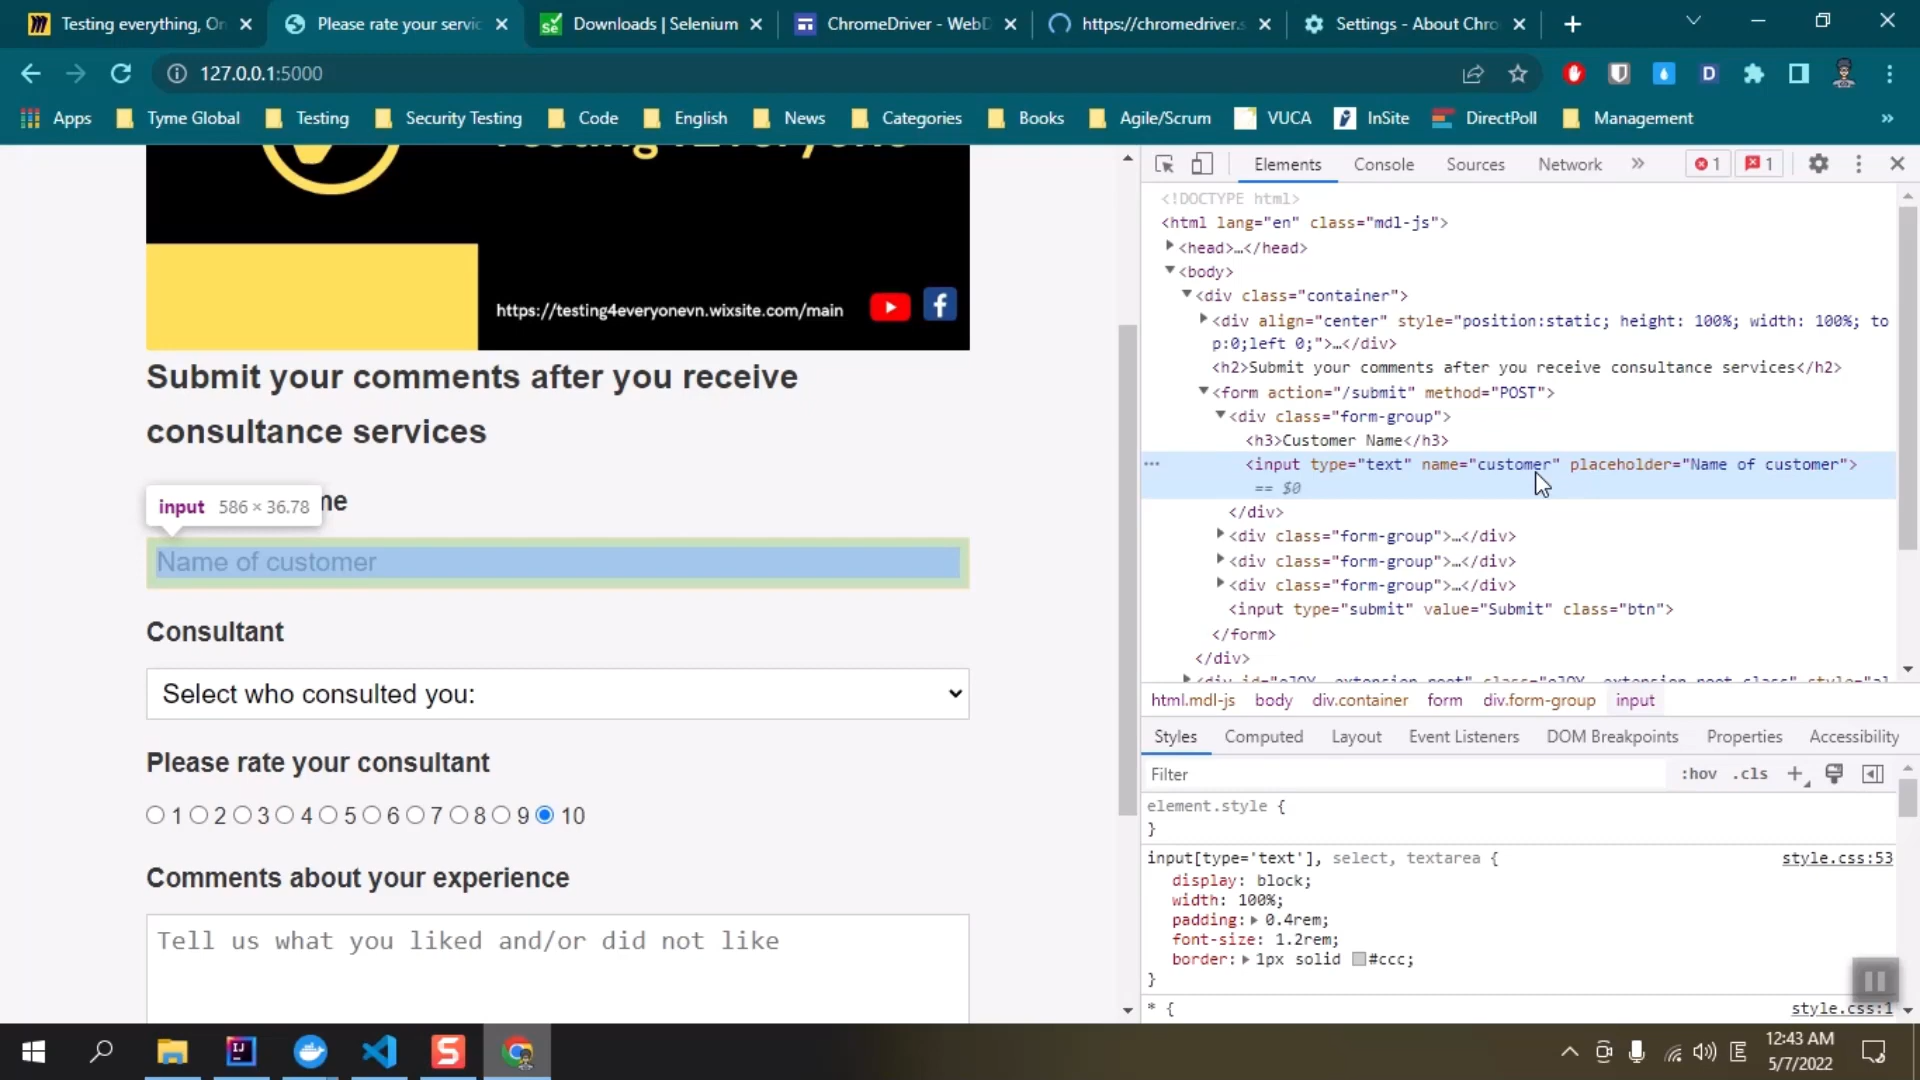 Testing everything, On
Please rate your servic
Downloads | Selenium
ChromeDriver - WebD
https://chromedriver.s
Settings - About Chro
127.0.0.1:5000
Apps
Tyme Global
Testing
Security Testing
Code
English
News
Categories
Books
Agile/Scrum
VUCA
InSite
DirectPoll
Management
»
https://testing4everyonevn.wixsite.com/main
Submit your comments after you receive
consultance services
input 586 × 36.78
me
Name of customer
Consultant
Select who consulted you:
Please rate your consultant
1 2 3 4 5 6 7 8 9 10
Comments about your experience
Tell us what you liked and/or did not like
Elements
Console
Sources
Network
»
1
1
<!DOCTYPE html>
<html lang="en" class="mdl-js">
<head>…</head>
<body>
<div class="container">
<div align="center" style="position:static; height: 100%; width: 100%; to
p:0;left 0;">…</div>
<h2>Submit your comments after you receive consultance services</h2>
<form action="/submit" method="POST">
<div class="form-group">
<h3>Customer Name</h3>
<input type="text" name="customer" placeholder="Name of customer">
== $0
</div>
<div class="form-group">…</div>
<div class="form-group">…</div>
<div class="form-group">…</div>
<input type="submit" value="Submit" class="btn">
</form>
</div>
html.mdl-js
body
div.container
form
div.form-group
input
Styles
Computed
Layout
Event Listeners
DOM Breakpoints
Properties
Accessibility
Filter
:hov
.cls
element.style {
}
input[type='text'], select, textarea {
style.css:53
display: block;
width: 100%;
padding: 0.4rem;
font-size: 1.2rem;
border: 1px solid #ccc;
}
* {
style.css:1
12:43 AM
5/7/2022